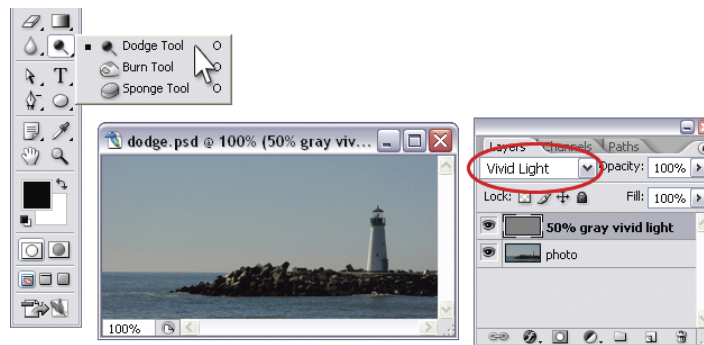 Dodge Tool O
Burn Tool O
Sponge Tool O
T
dodge.psd @ 100% (50% gray viv...
100%
Layers Channels Paths
Vivid Light Opacity: 100%
Lock: Fill: 100%
50% gray vivid light
photo